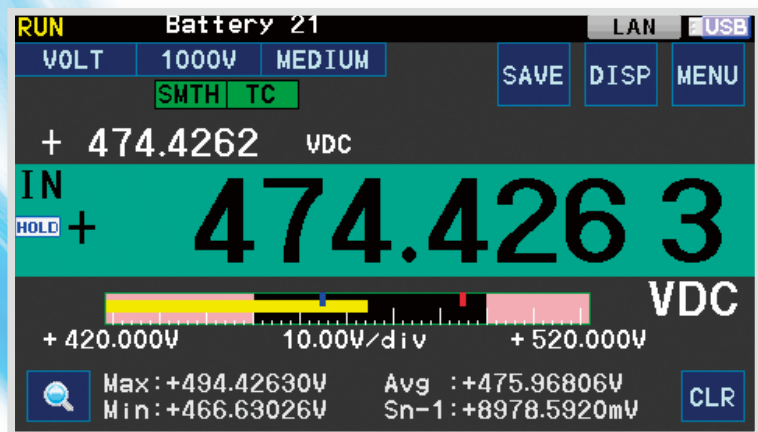 RUN Battery 21 LAN USB
VOLT 1000V MEDIUM SAVE DISP MENU
SMTH TC
+ 474.4262 VDC
IN
HOLD + 474.426 3
VDC
+ 420.000V 10.00V/div + 520.000V
Max:+494.42630V Avg :+475.96806V
Min:+466.63026V Sn-1:+8978.5920mV
CLR